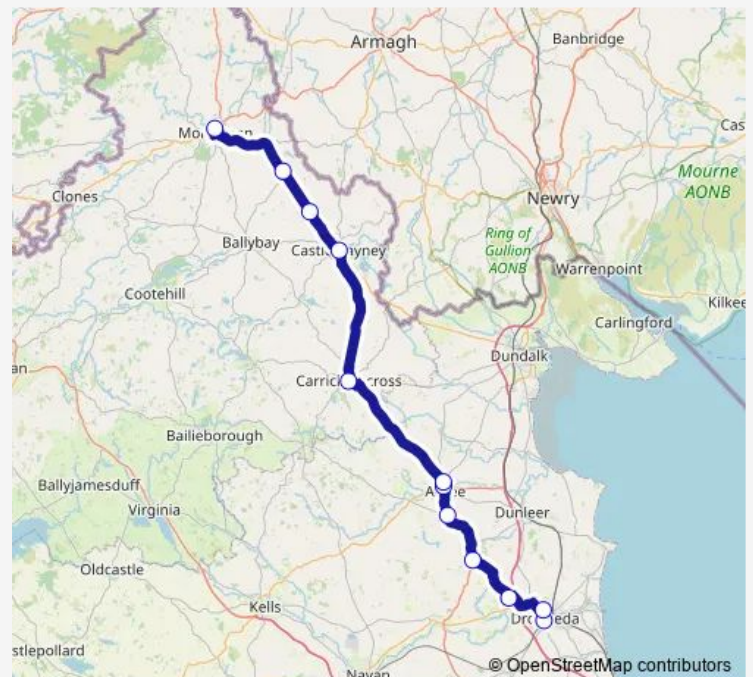 Armagh
Banbridge
Cas
Clones
Newry
Mourne
AONB
Ballybay
Ring of
Gullion
AONB
Warrenpoint
Cootehill
Kilkee
Carlingford
Dundalk
an
Bailieborough
Ballyjamesduff
Virginia
Dunleer
Oldcastle
Kells
stlepollard
Navan
© OpenStreetMap contributors